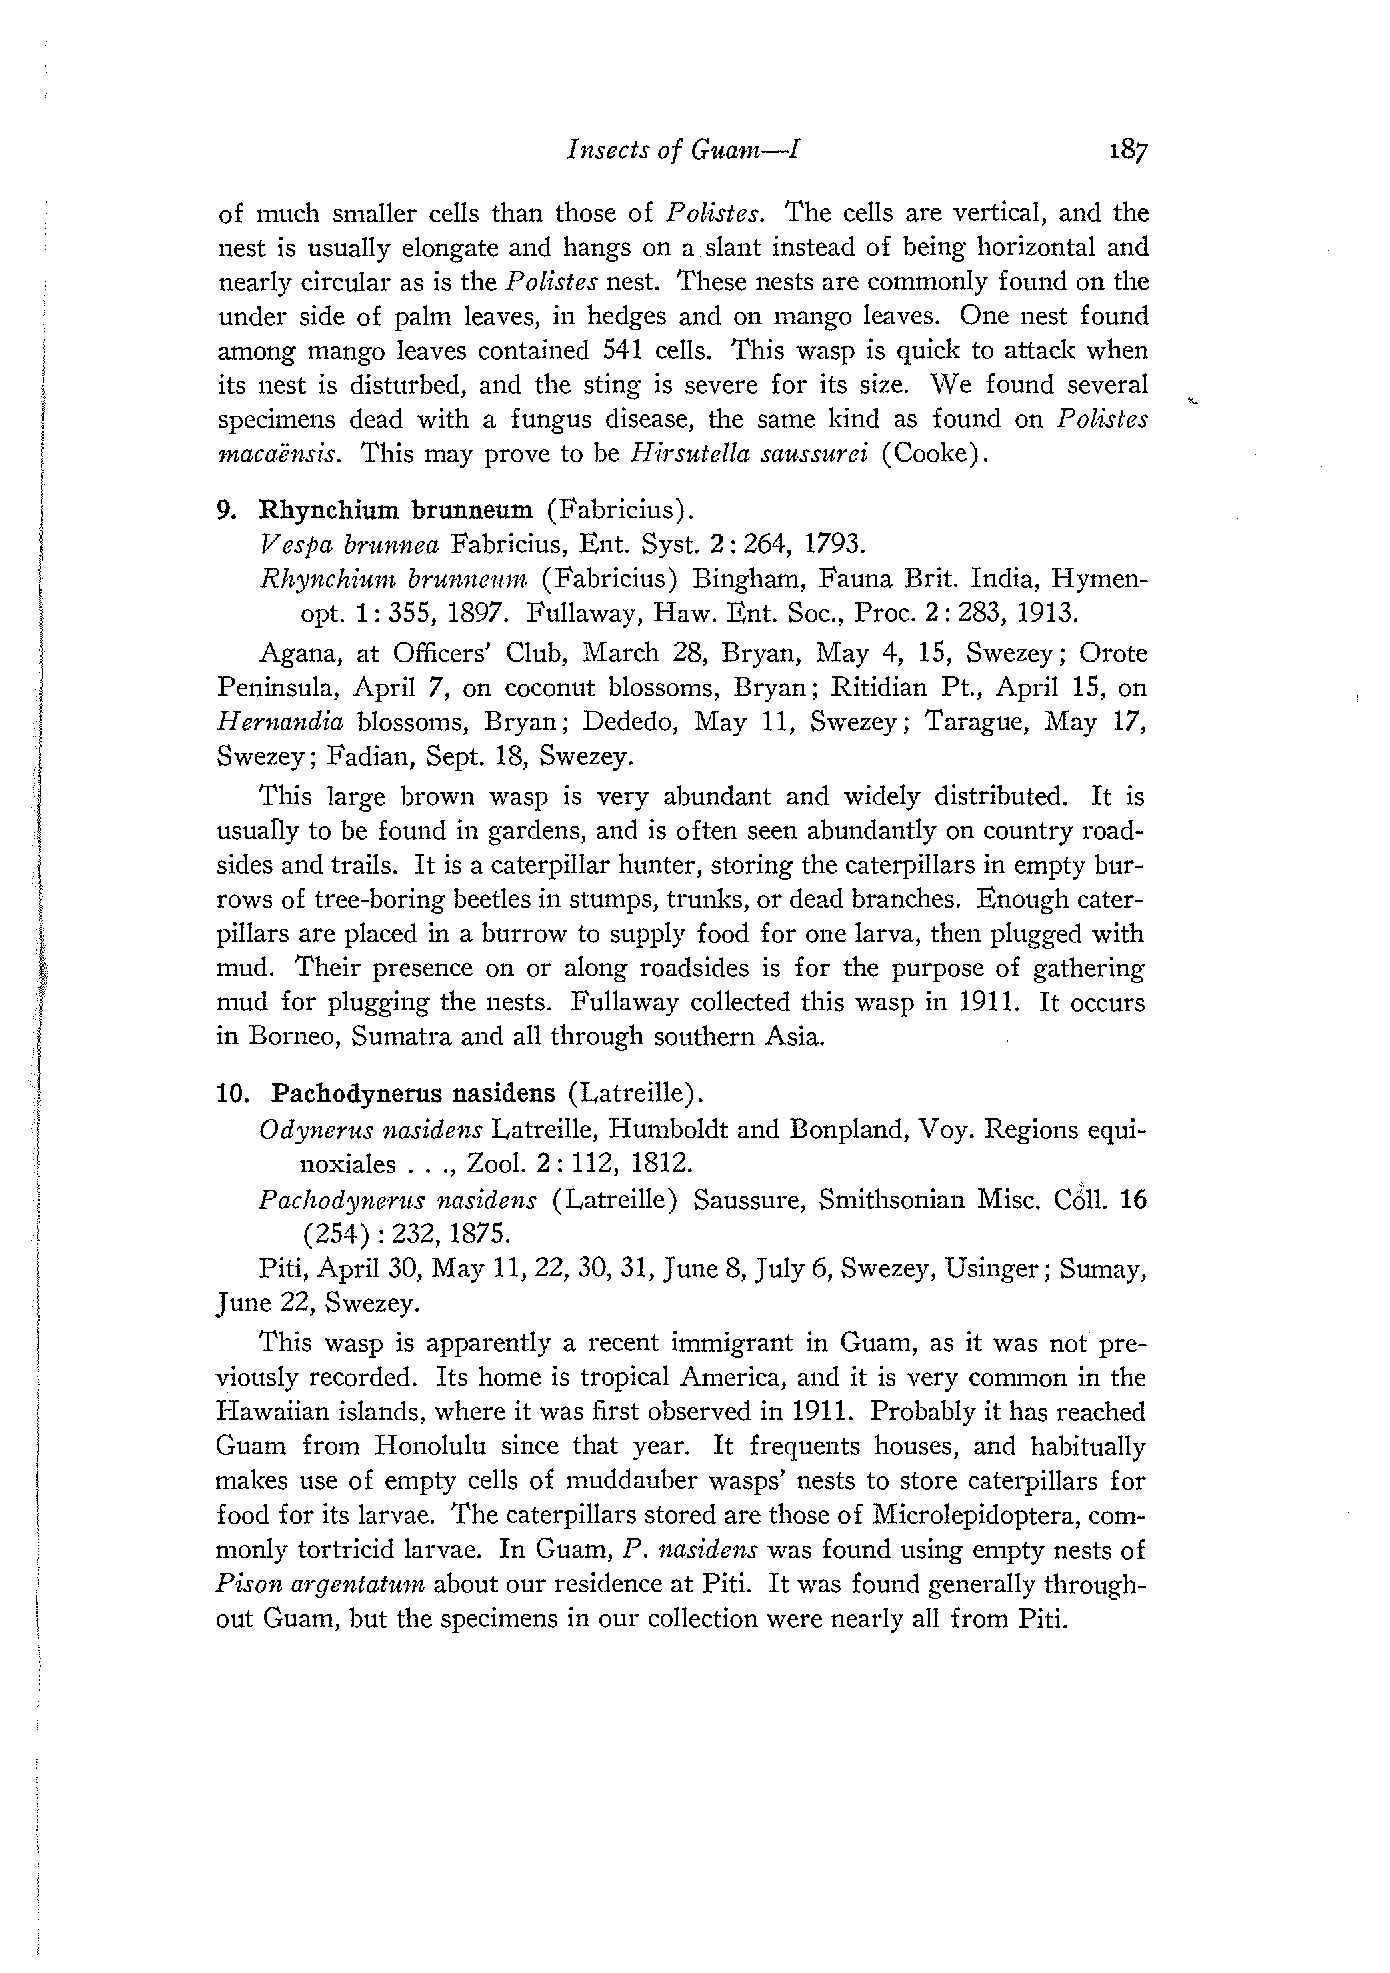 Insects of Guam—I 187
of much smaller cells than those of Polistes. The cells are vertical, and the
nest is usually elongate and hangs on a slant instead of being horizontal and
nearly circular as is the Polistes nest. These nests are commonly found on the
under side of palm leaves, in hedges and on mango leaves. One nest found
among mango leaves contained 541 cells. This wasp is quick to attack when
its nest is disturbed, and the sting is severe for its size. We found several
specimens dead with a fungus disease, the same kind as found on Polistes
macaënsis. This may prove to be Hirsutella saussurei (Cooke).
9. Rhynchium brunneum (Fabricius).
Vespa brunnea Fabricius, Ent. Syst. 2: 264, 1793.
Rhynchium brunneum (Fabricius) Bingham, Fauna Brit. India, Hymen-
opt. 1: 355, 1897. Fullaway, Haw. Ent. Soc., Proc. 2: 283, 1913.
Agana, at Officers' Club, March 28, Bryan, May 4, 15, Swezey; Orote
Peninsula, April 7, on coconut blossoms, Bryan; Ritidian Pt., April 15, on
Hernandia blossoms, Bryan; Dededo, May 11, Swezey; Tarague, May 17,
Swezey; Fadian, Sept. 18, Swezey.
This large brown wasp is very abundant and widely distributed. It is
usually to be found in gardens, and is often seen abundantly on country road-
sides and trails. It is a caterpillar hunter, storing the caterpillars in empty bur-
rows of tree-boring beetles in stumps, trunks, or dead branches. Enough cater-
pillars are placed in a burrow to supply food for one larva, then plugged with
mud. Their presence on or along roadsides is for the purpose of gathering
mud for plugging the nests. Fullaway collected this wasp in 1911. It occurs
in Borneo, Sumatra and all through southern Asia.
10. Pachodynerus nasidens (Latreille).
Odynerus nasidens Latreille, Humboldt and Bonpland, Voy. Regions equi-
noxiales . . ., Zool. 2: 112, 1812.
Pachodynerus nasidens (Latreille) Saussure, Smithsonian Misc. Coll. 16
(254) : 232, 1875.
Piti, April 30, May 11, 22, 30, 31, June 8, July 6, Swezey, Usinger; Sumay,
June 22, Swezey.
This wasp is apparently a recent immigrant in Guam, as it was not pre-
viously recorded. Its home is tropical America, and it is very common in the
Hawaiian islands, where it was first observed in 1911. Probably it has reached
Guam from Honolulu since that year. It frequents houses, and habitually
makes use of empty cells of muddauber wasps' nests to store caterpillars for
food for its larvae. The caterpillars stored are those of Microlepidoptera, com-
monly tortricid larvae. In Guam, P. nasidens was found using empty nests of
Pison argentatum about our residence at Piti. It was found generally through-
out Guam, but the specimens in our collection were nearly all from Piti.